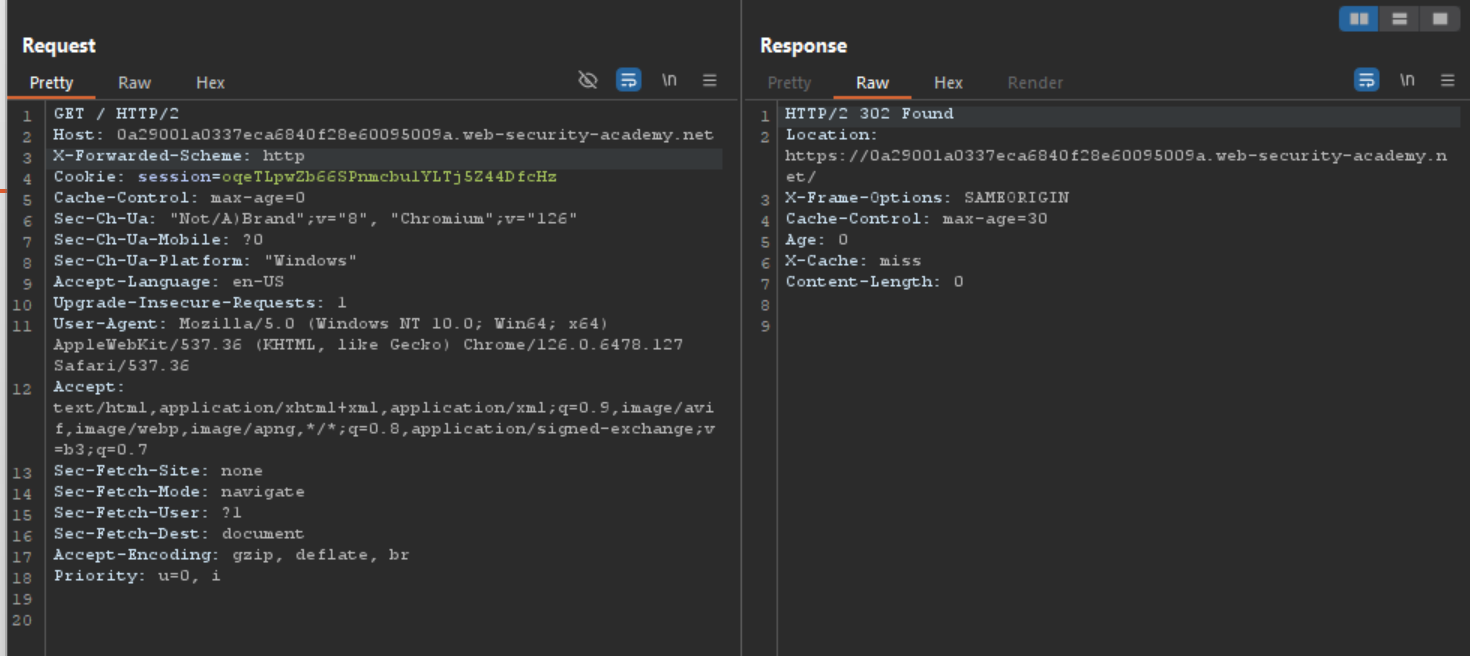 Request
Pretty Raw Hex \n
1 GET / HTTP/2
2 Host: 0a29001a0337eca6840f28e60095009a.web-security-academy.net
3 X-Forwarded-Scheme: http
4 Cookie: session=oqeTLpwZb66SPnmcbulYLTj5Z44DfcHz
5 Cache-Control: max-age=0
6 Sec-Ch-Ua: "Not/A)Brand";v="8", "Chromium";v="126"
7 Sec-Ch-Ua-Mobile: ?0
8 Sec-Ch-Ua-Platform: "Windows"
9 Accept-Language: en-US
10 Upgrade-Insecure-Requests: 1
11 User-Agent: Mozilla/5.0 (Windows NT 10.0; Win64; x64)
AppleWebKit/537.36 (KHTML, like Gecko) Chrome/126.0.6478.127
Safari/537.36
12 Accept:
text/html,application/xhtml+xml,application/xml;q=0.9,image/avi
f,image/webp,image/apng,*/*;q=0.8,application/signed-exchange;v
=b3;q=0.7
13 Sec-Fetch-Site: none
14 Sec-Fetch-Mode: navigate
15 Sec-Fetch-User: ?1
16 Sec-Fetch-Dest: document
17 Accept-Encoding: gzip, deflate, br
18 Priority: u=0, i
19
20
Response
Pretty Raw Hex Render \n
1 HTTP/2 302 Found
2 Location:
https://0a29001a0337eca6840f28e60095009a.web-security-academy.n
et/
3 X-Frame-Options: SAMEORIGIN
4 Cache-Control: max-age=30
5 Age: 0
6 X-Cache: miss
7 Content-Length: 0
8
9